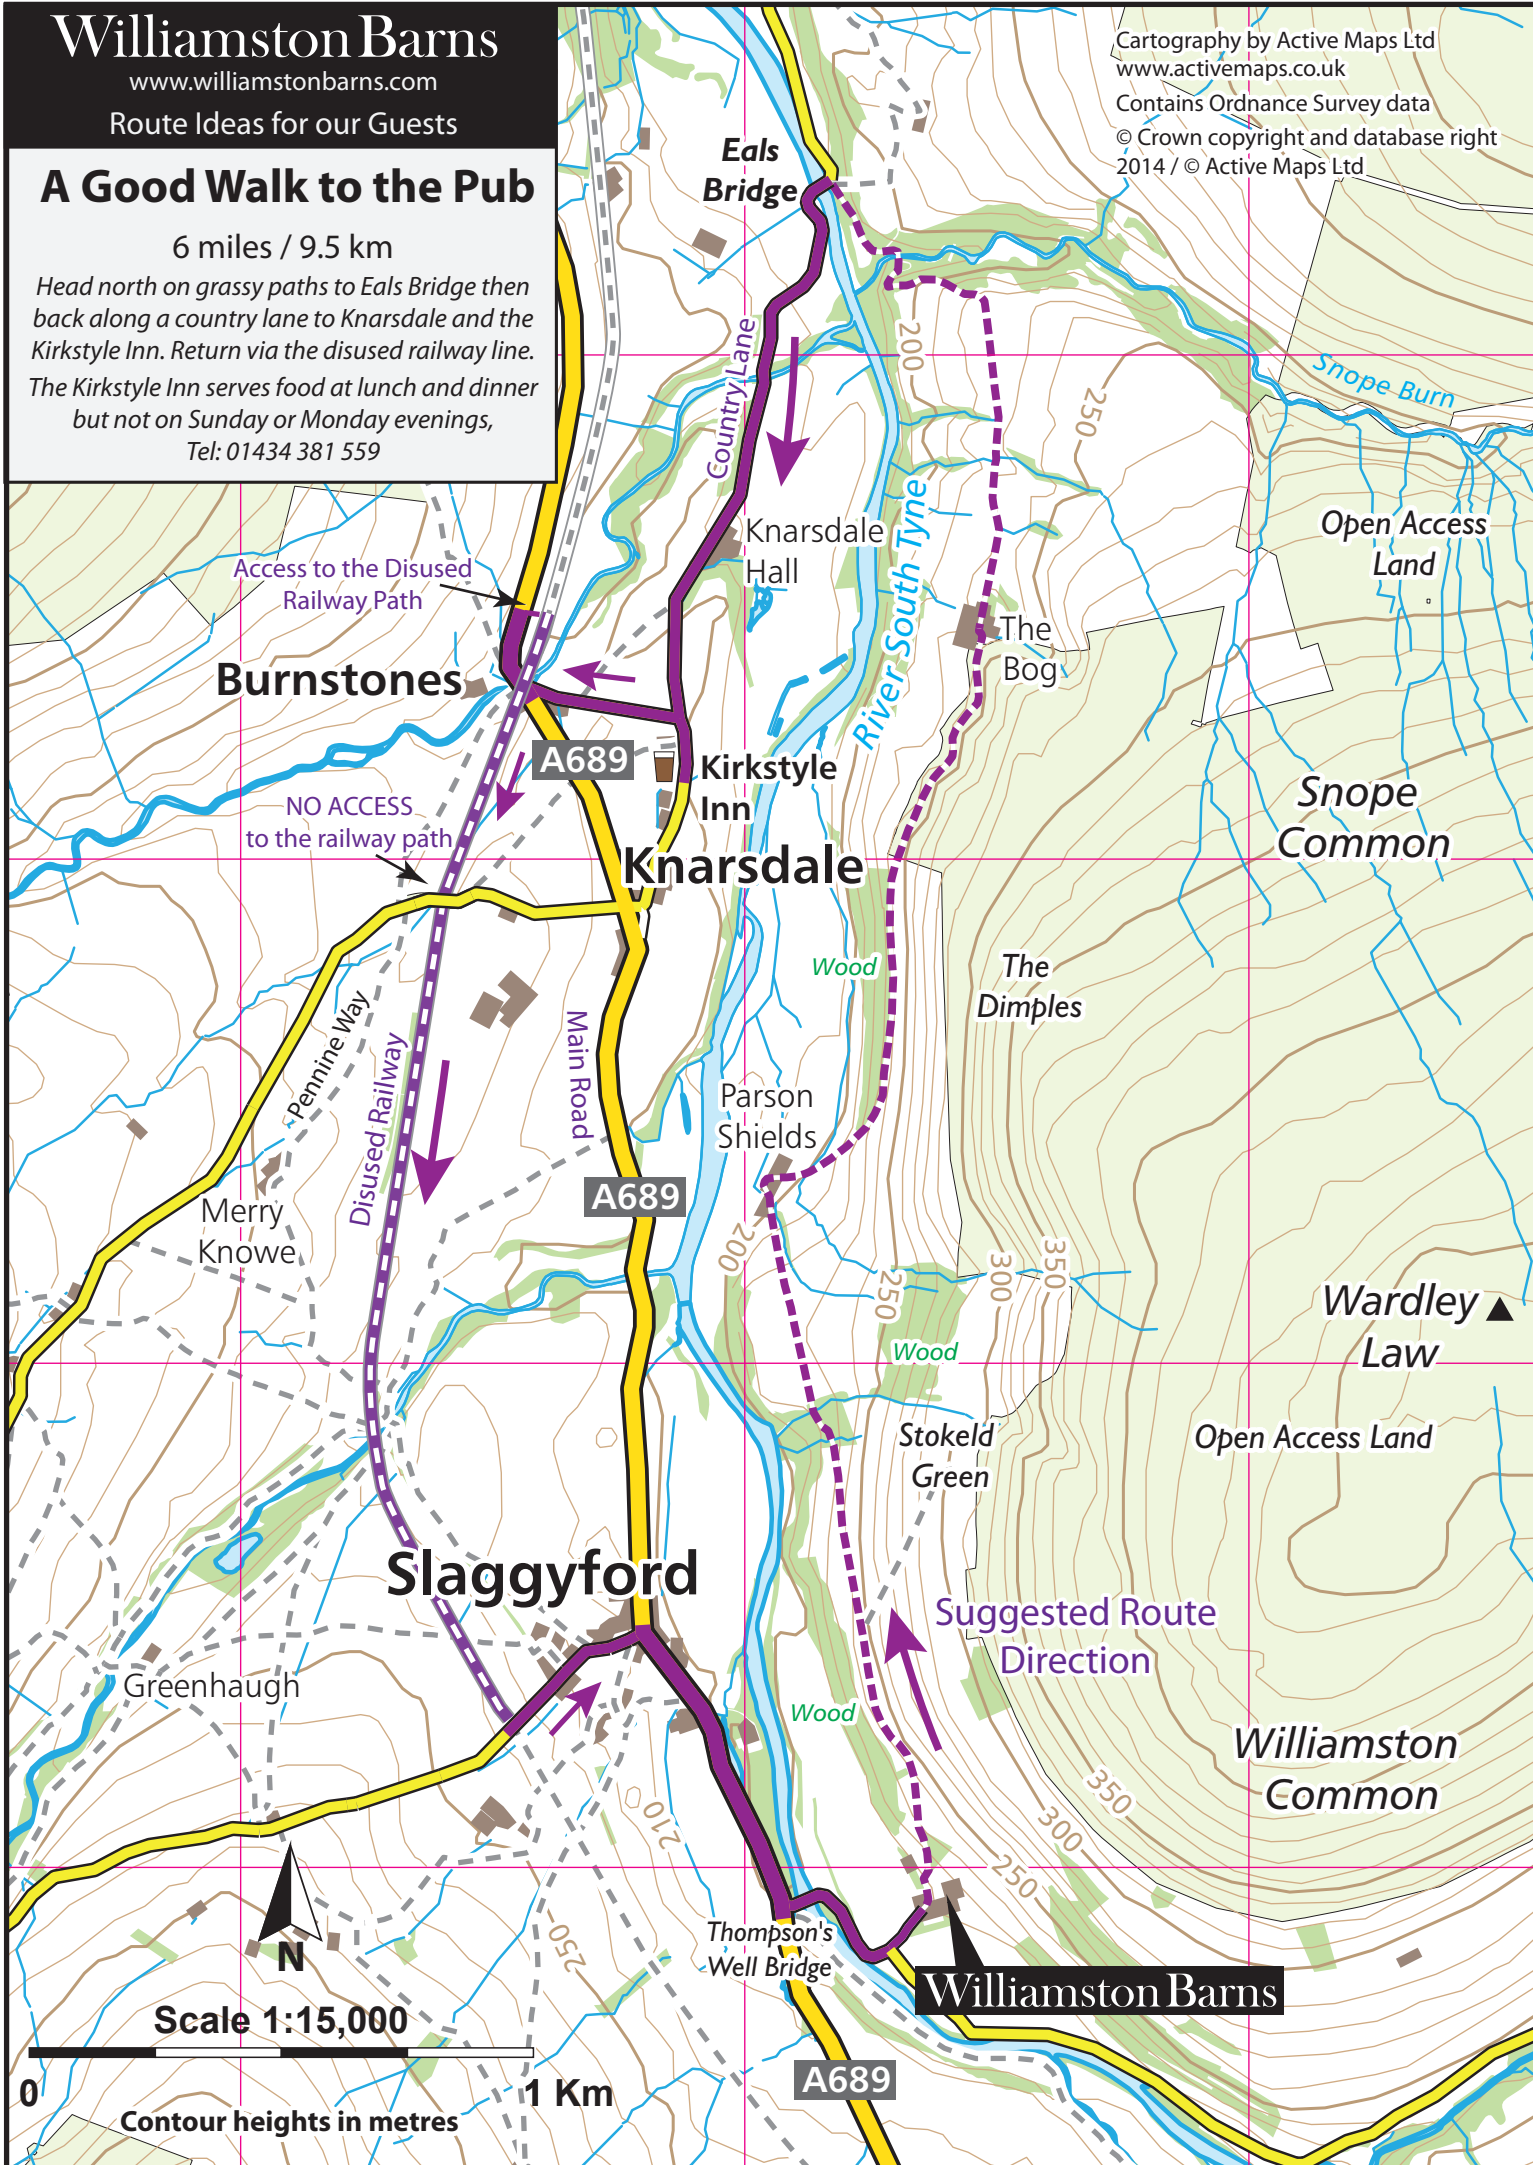 Williamston Barns
www.williamstonbarns.com
Route Ideas for our Guests
A Good Walk to the Pub
6 miles / 9.5 km
Head north on grassy paths to Eals Bridge then
back along a country lane to Knarsdale and the
Kirkstyle Inn. Return via the disused railway line.
The Kirkstyle Inn serves food at lunch and dinner
but not on Sunday or Monday evenings,
Tel: 01434 381 559
Cartography by Active Maps Ltd
www.activemaps.co.uk
Contains Ordnance Survey data
© Crown copyright and database right
2014 / © Active Maps Ltd
Eals
Bridge
Country Lane
200
250
Snope Burn
Knarsdale
Hall
River South Tyne
Open Access
Land
Access to the Disused
Railway Path
The
Bog
Burnstones
A689
Kirkstyle
Inn
Snope
Common
NO ACCESS
to the railway path
Knarsdale
Wood
The
Dimples
Pennine Way
Disused Railway
Main Road
Parson
Shields
A689
Merry
Knowe
200
250
300
350
Wardley
Law
Wood
Stokeld
Green
Open Access Land
Slaggyford
Suggested Route
Direction
Greenhaugh
Wood
Williamston
Common
210
350
300
250
250
Thompson's
Well Bridge
N
Williamston Barns
Scale 1:15,000
0
1 Km
A689
Contour heights in metres